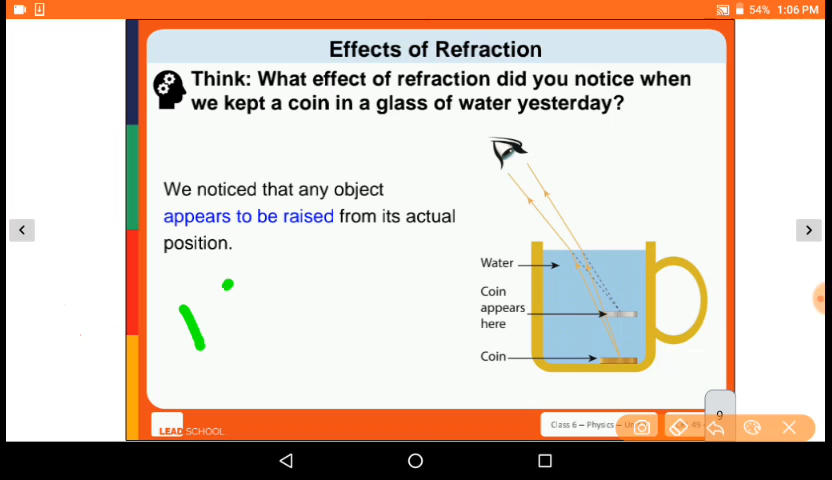 54% 1:06 PM
Effects of Refraction
Think: What effect of refraction did you notice when
we kept a coin in a glass of water yesterday?
We noticed that any object
appears to be raised from its actual
position.
Water
Coin
appears
here
Coin
9
LEAD SCHOOL
Class 6 – Physics –